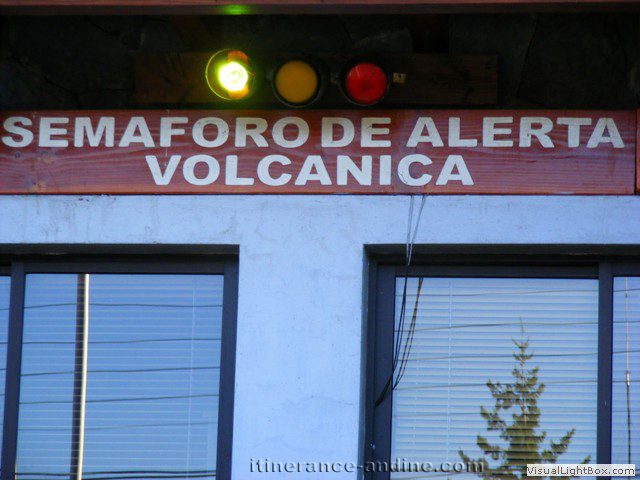 SEMAFORO DE ALERTA
VOLCANICA
itinerance-andine.com
VisualLightBox.com